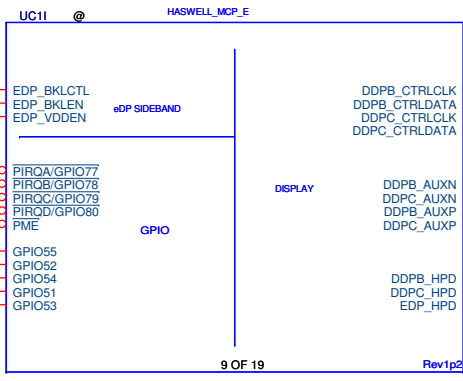 UC1I @ HASWELL_MCP_E
EDP_BKLCTL
EDP_BKLEN
EDP_VDDEN
eDP SIDEBAND
DDPB_CTRLCLK
DDPB_CTRLDATA
DDPC_CTRLCLK
DDPC_CTRLDATA
PIRQA/GPIO77
PIRQB/GPIO78
PIRQC/GPIO79
PIRQD/GPIO80
PME
GPIO
DISPLAY
DDPB_AUXN
DDPC_AUXN
DDPB_AUXP
DDPC_AUXP
GPIO55
GPIO52
GPIO54
GPIO51
GPIO53
DDPB_HPD
DDPC_HPD
EDP_HPD
9 OF 19
Rev1p2